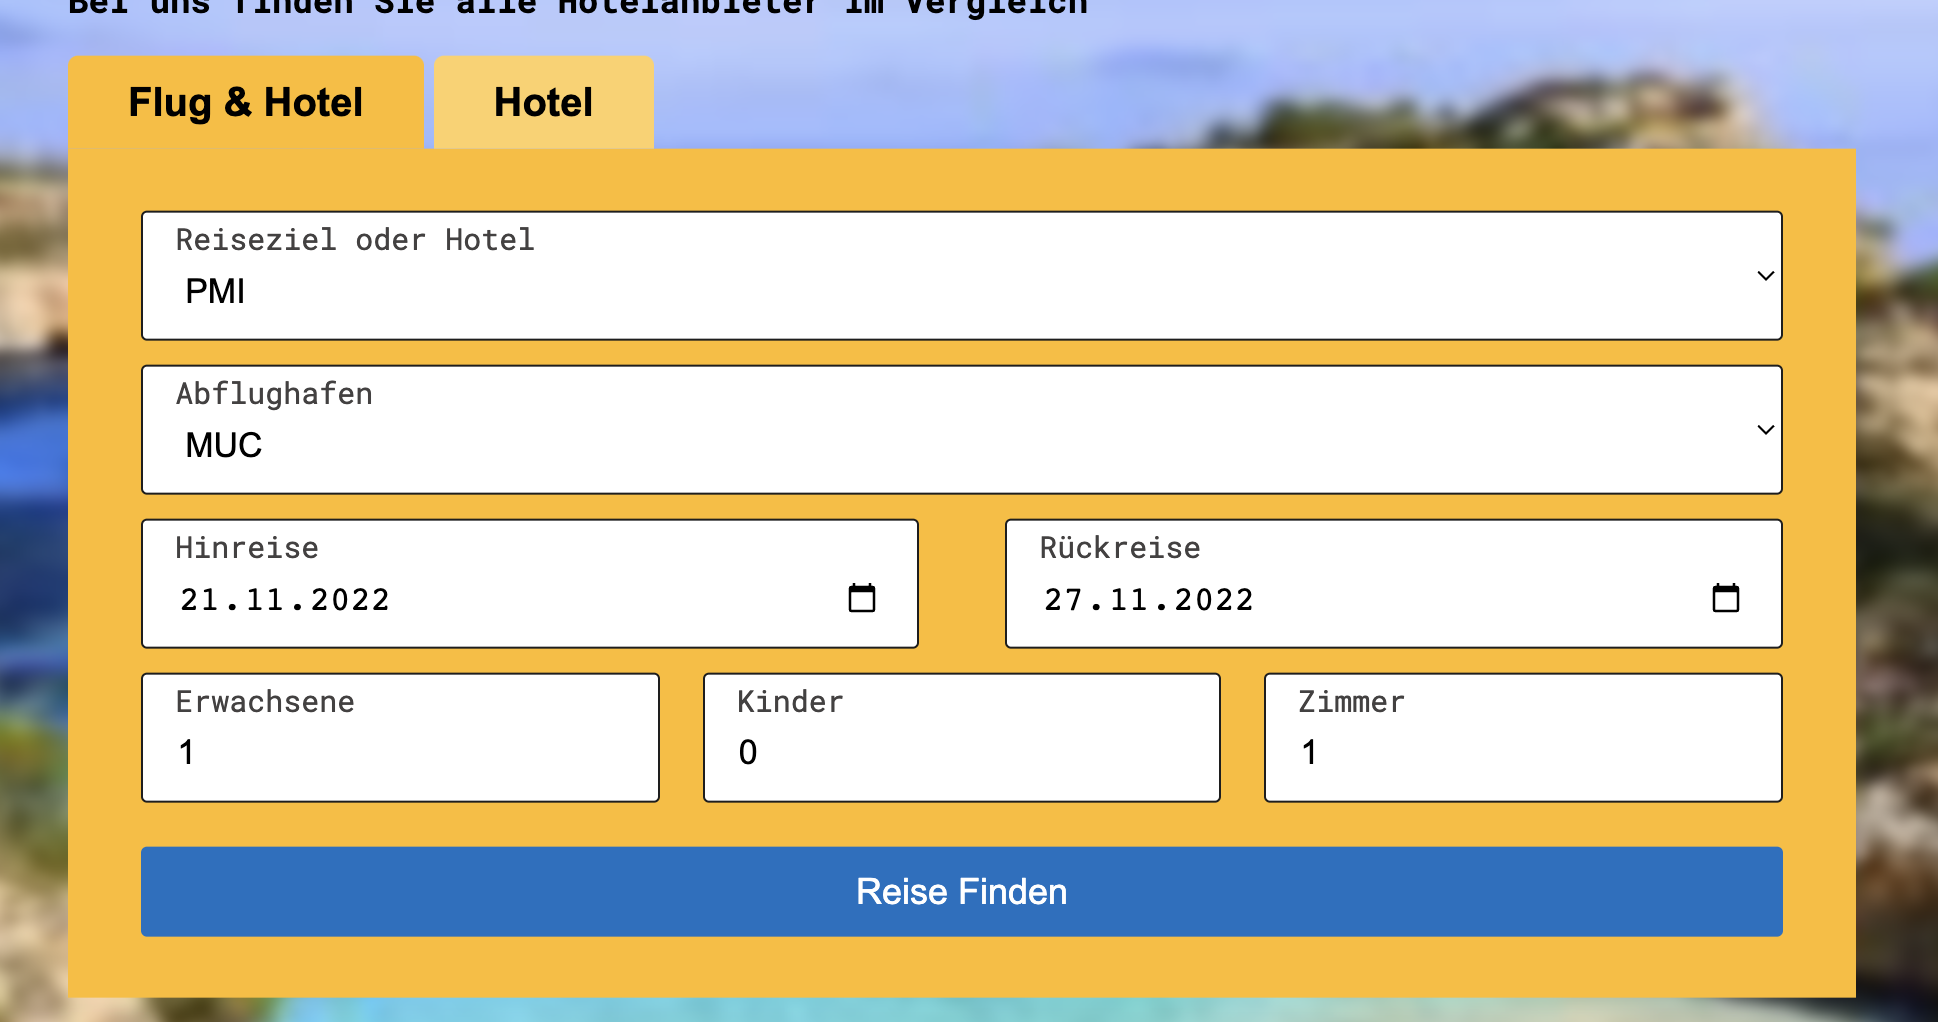 Bei uns finden Sie alle Hotelanbieter im Vergleich
Flug & Hotel Hotel
Reiseziel oder Hotel
PMI
Abflughafen
MUC
Hinreise Rückreise
21.11.2022 27.11.2022
Erwachsene Kinder Zimmer
1 0 1
Reise Finden